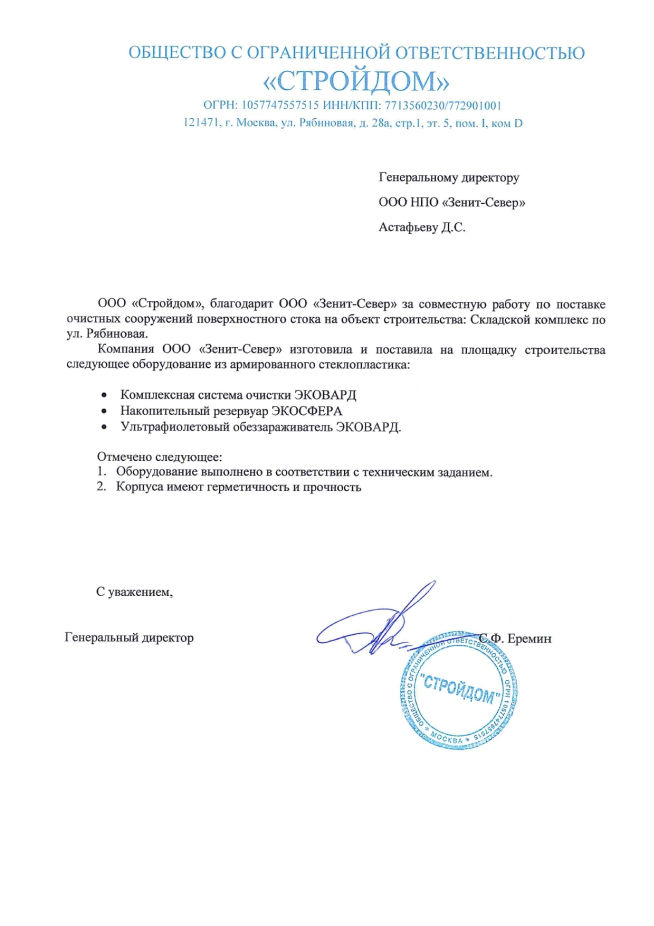 ОБЩЕСТВО С ОГРАНИЧЕННОЙ ОТВЕТСТВЕННОСТЬЮ
«СТРОЙДОМ»
ОГРН: 1057747557515 ИНН/КПП: 7713560230/772901001
121471, г. Москва, ул. Рябиновая, д. 28а, стр.1, эт. 5, пом. I, ком D
Генеральному директору
ООО НПО «Зенит-Север»
Астафьеву Д.С.
ООО «Стройдом», благодарит ООО «Зенит-Север» за совместную работу по поставке
очистных сооружений поверхностного стока на объект строительства: Складской комплекс по
ул. Рябиновая.
Компания ООО «Зенит-Север» изготовила и поставила на площадку строительства
следующее оборудование из армированного стеклопластика:
• Комплексная система очистки ЭКОВАРД
• Накопительный резервуар ЭКОСФЕРА
• Ультрафиолетовый обеззараживатель ЭКОВАРД.
Отмечено следующее:
1. Оборудование выполнено в соответствии с техническим заданием.
2. Корпуса имеют герметичность и прочность
С уважением,
Генеральный директор
С.Ф. Еремин
ОБЩЕСТВО С ОГРАНИЧЕННОЙ ОТВЕТСТВЕННОСТЬЮ ОГРН 1057747557515
"СТРОЙДОМ"
* МОСКВА *